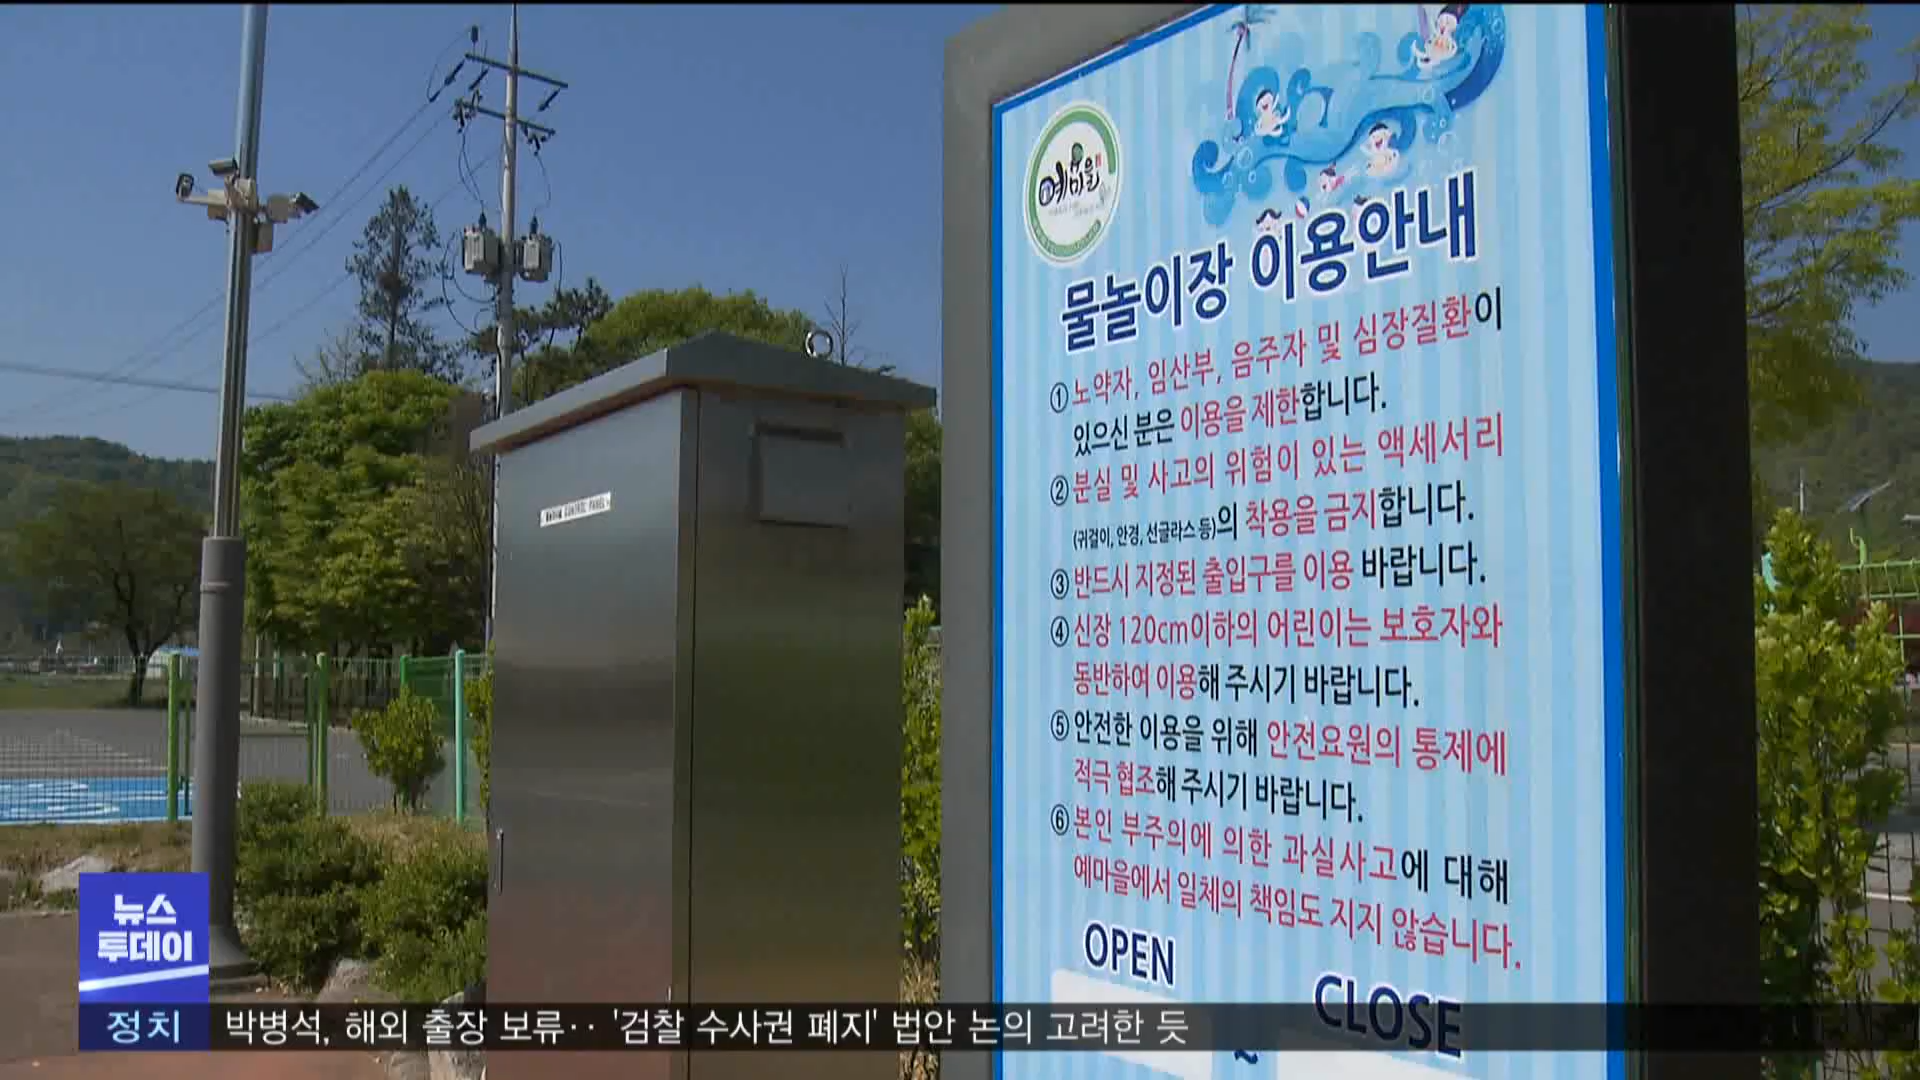 예마을
물놀이장 이용안내
① 노약자, 임산부, 음주자 및 심장질환이
있으신 분은 이용을 제한합니다.
② 분실 및 사고의 위험이 있는 액세서리
(귀걸이, 안경, 선글라스 등)의 착용을 금지합니다.
③ 반드시 지정된 출입구를 이용 바랍니다.
④ 신장 120cm이하의 어린이는 보호자와
동반하여 이용해 주시기 바랍니다.
⑤ 안전한 이용을 위해 안전요원의 통제에
적극 협조해 주시기 바랍니다.
⑥ 본인 부주의에 의한 과실사고에 대해
예마을에서 일체의 책임도 지지 않습니다.
OPEN
~
CLOSE
CONTROL PANEL
뉴스
투데이
정치 박병석, 해외 출장 보류‥ '검찰 수사권 폐지' 법안 논의 고려한 듯